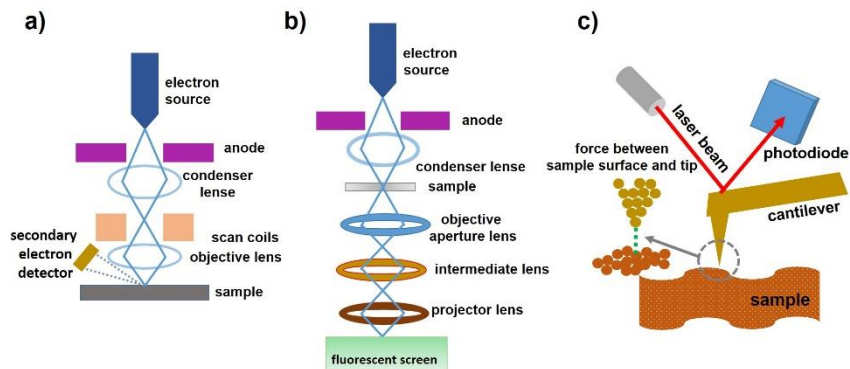 a)
electron
source
anode
condenser
lense
scan coils
secondary
electron
detector
objective lens
sample
b)
electron
source
anode
condenser lense
sample
objective
aperture lens
intermediate lens
projector lens
fluorescent screen
c)
laser beam
photodiode
force between
sample surface and tip
cantilever
sample